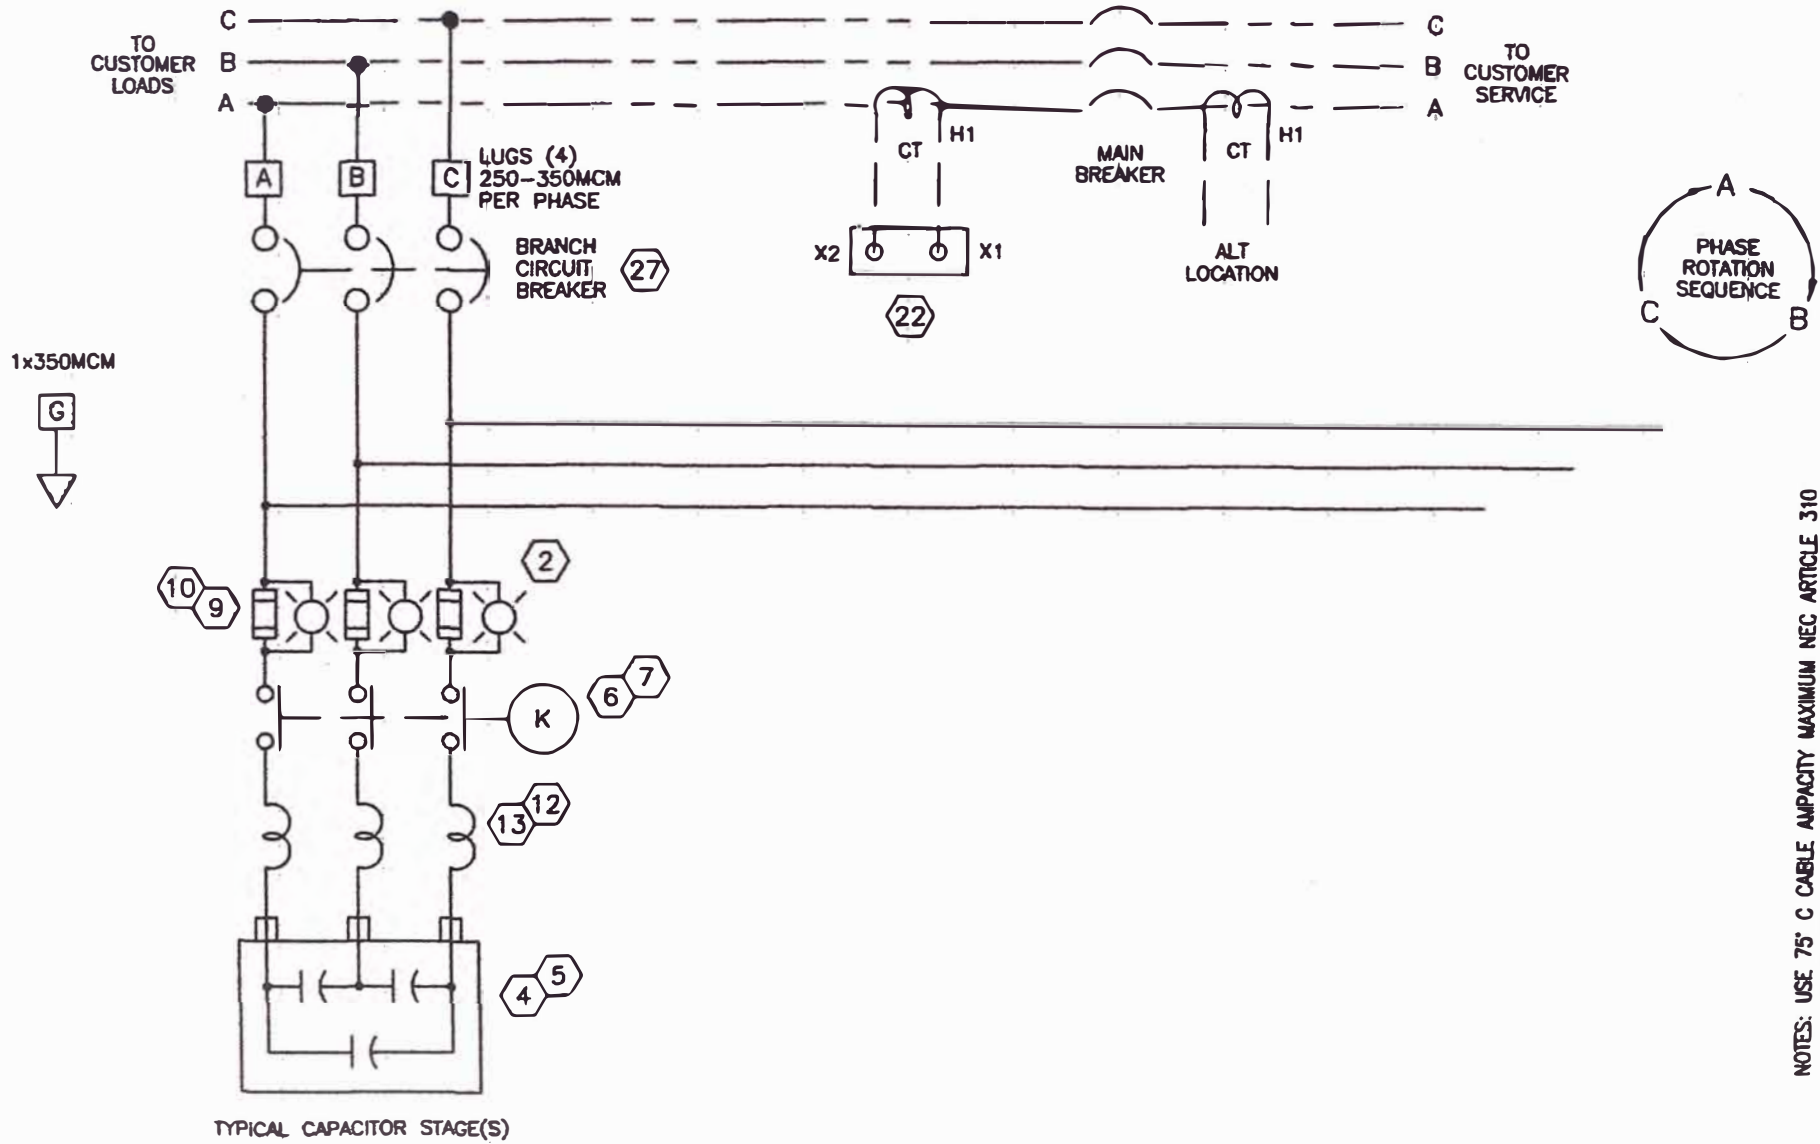 C
TO
CUSTOMER
LOADS
B
A
C
B
A
TO
CUSTOMER
SERVICE
A
B
C
LUGS (4)
250-350MCM
PER PHASE
CT
H1
MAIN
BREAKER
CT
H1
BRANCH
CIRCUIT
BREAKER
27
X2
X1
22
ALT
LOCATION
A
PHASE
ROTATION
SEQUENCE
C
B
1x350MCM
G
10
9
2
K
6
7
13
12
4
5
TYPICAL CAPACITOR STAGE(S)
NOTES: USE 75° C CABLE AMPACITY MAXIMUM NEC ARTICLE 310